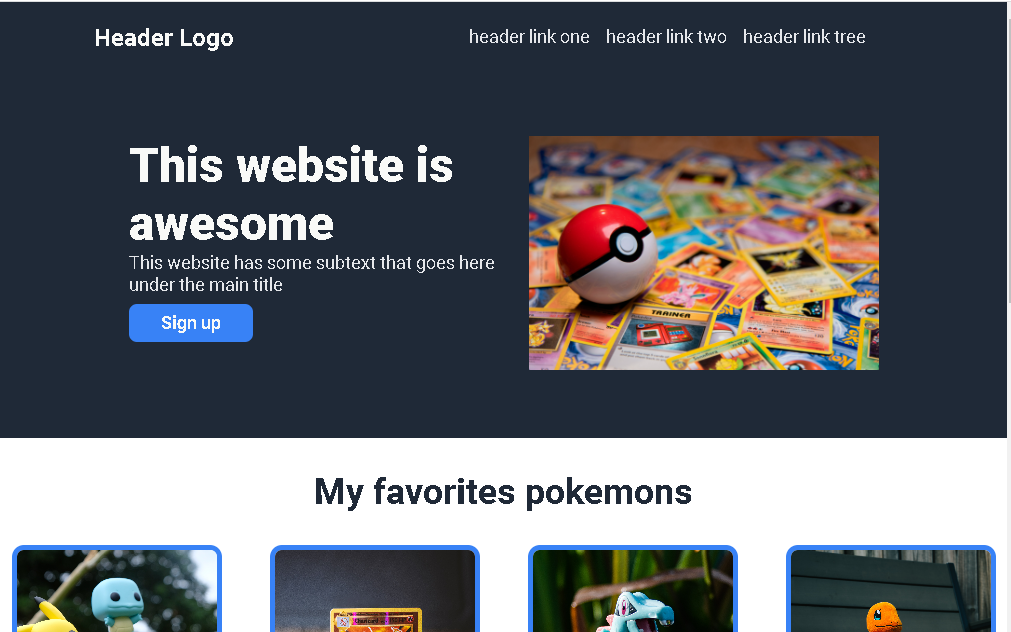 Header Logo
header link one
header link two
header link tree
This website is
awesome
This website has some subtext that goes here
under the main title
Sign up
TRAINER
My favorites pokemons